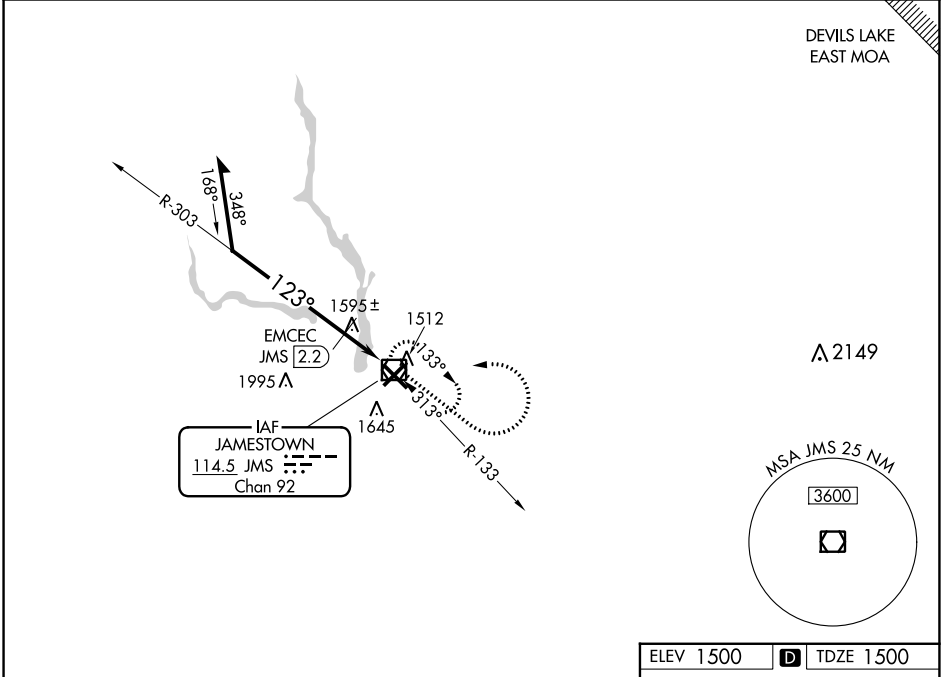 DEVILS LAKE
EAST MOA
R-303
168°
348°
123°
1595±
EMCEC
JMS 2.2
1512
133°
1995
2149
313°
1645
IAF
JAMESTOWN
114.5 JMS
Chan 92
R-133
MSA JMS 25 NM
3600
ELEV 1500 D TDZE 1500